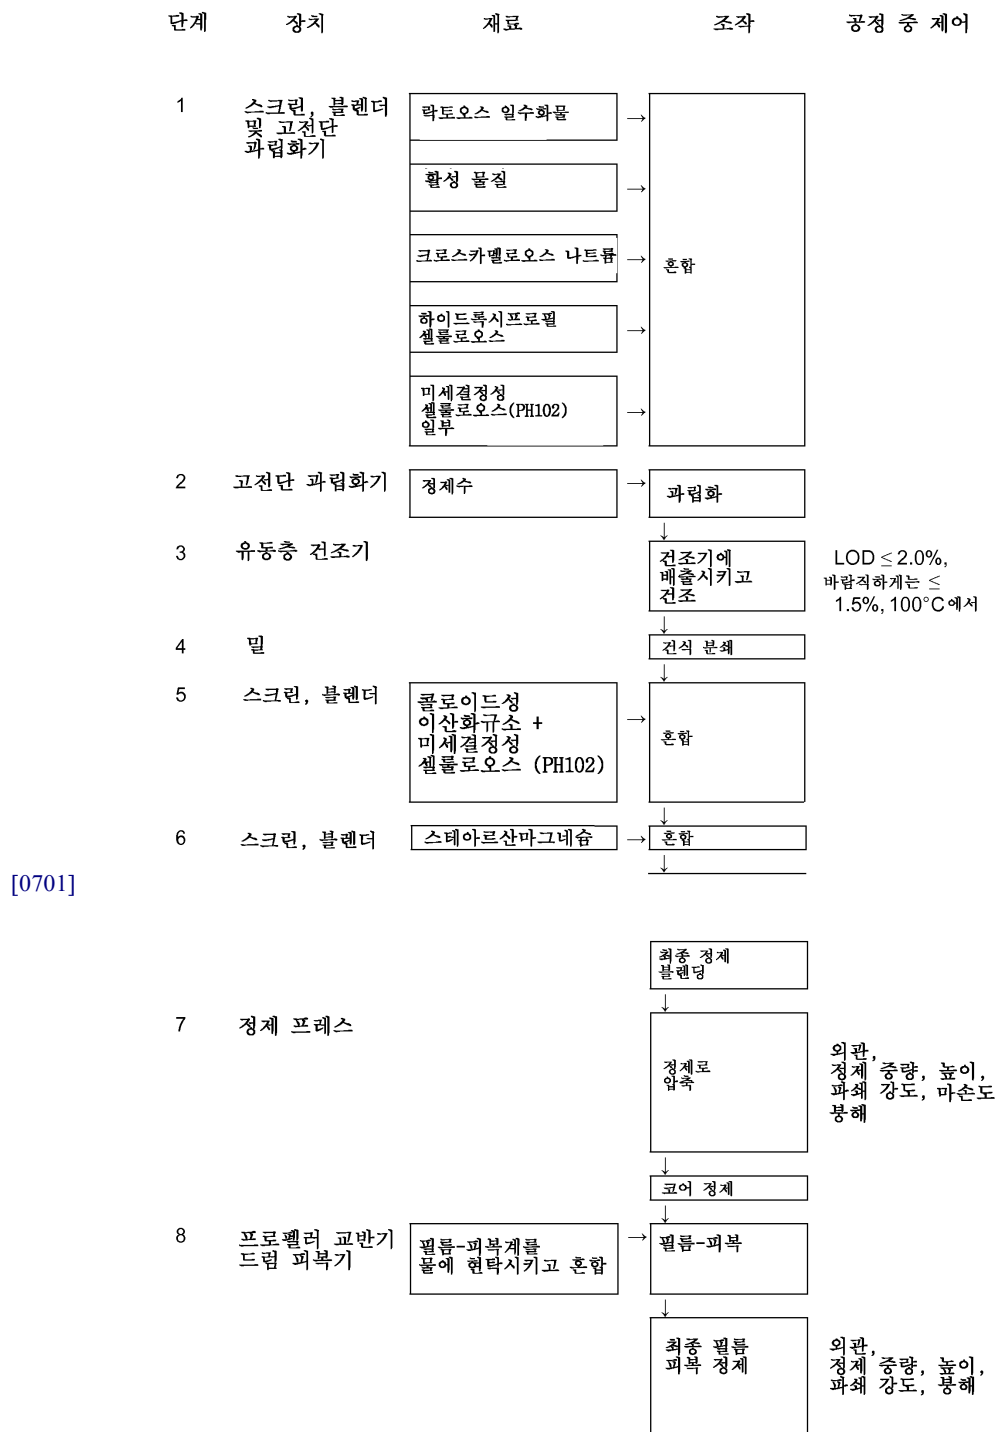 단계 장치 재료 조작 공정 중 제어
1 스크린, 블렌더
및 고전단
과립화기
락토오스 일수화물 →
활성 물질 →
크로스카멜로오스 나트륨 →
하이드록시프로필
셀룰로오스 →
미세결정성
셀룰로오스(PH102)
일부 →
혼합
2 고전단 과립화기 정제수 → 과립화
↓
3 유동층 건조기 건조기에
배출시키고
건조
LOD ≤ 2.0%,
바람직하게는 ≤
1.5%, 100°C에서
↓
4 밀 건식 분쇄
↓
5 스크린, 블렌더 콜로이드성
이산화규소 +
미세결정성
셀룰로오스 (PH102)
→ 혼합
↓
6 스크린, 블렌더 스테아르산마그네슘 → 혼합
↓
[0701]
최종 정제
블렌딩
↓
7 정제 프레스 정제로
압축
외관,
정제 중량, 높이,
파쇄 강도, 마손도
붕해
↓
코어 정제
↓
8 프로펠러 교반기
드럼 피복기
필름-피복계를
물에 현탁시키고 혼합
→ 필름-피복
↓
최종 필름
피복 정제
외관,
정제 중량, 높이,
파쇄 강도, 붕해